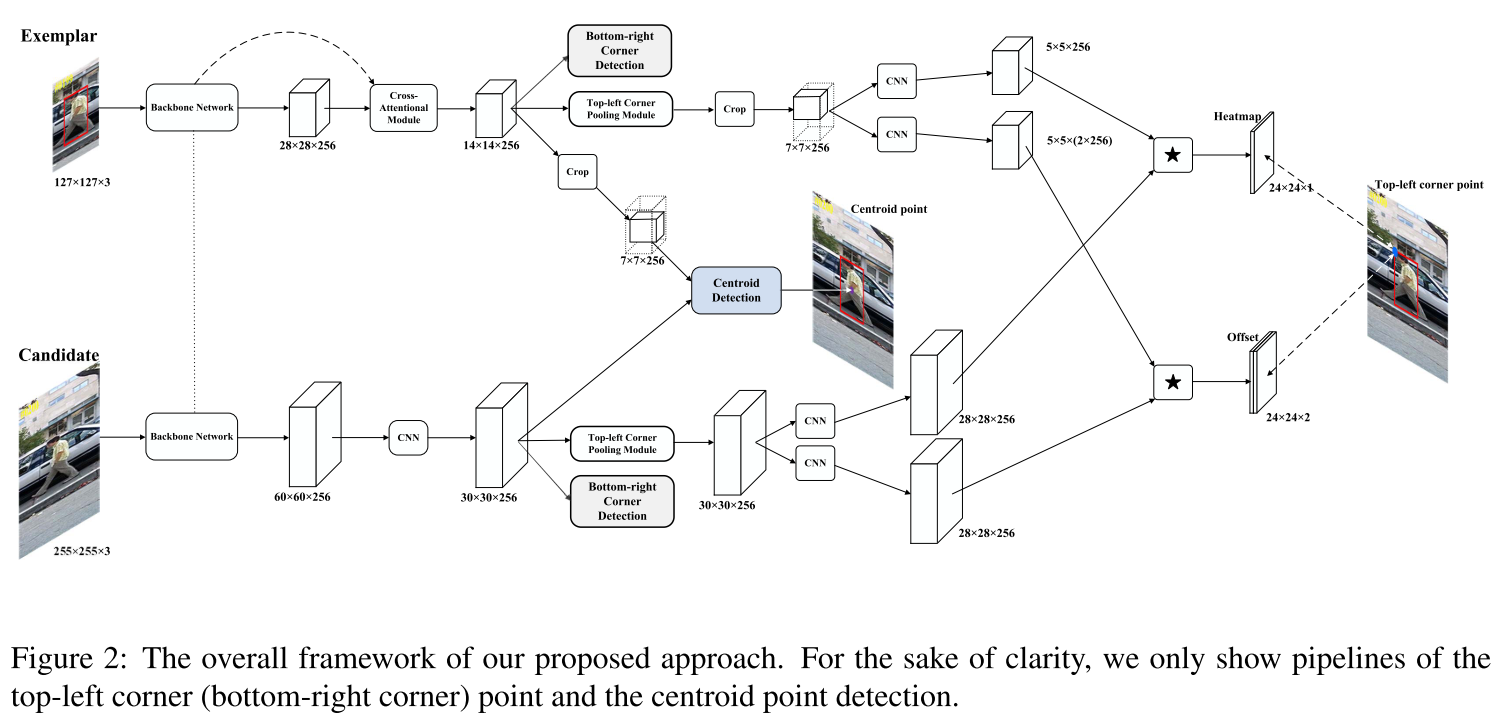 Exemplar
127×127×3
Backbone Network
28×28×256
Cross-
Attentional
Module
14×14×256
Bottom-right
Corner
Detection
Top-left Corner
Pooling Module
Crop
7×7×256
CNN
CNN
5×5×256
5×5×(2×256)
Crop
7×7×256
Centroid
Detection
Centroid point
Heatmap
24×24×1
Top-left corner point
Offset
24×24×2
Candidate
255×255×3
Backbone Network
60×60×256
CNN
30×30×256
Top-left Corner
Pooling Module
Bottom-right
Corner
Detection
30×30×256
CNN
CNN
28×28×256
28×28×256
Figure 2: The overall framework of our proposed approach. For the sake of clarity, we only show pipelines of the
top-left corner (bottom-right corner) point and the centroid point detection.